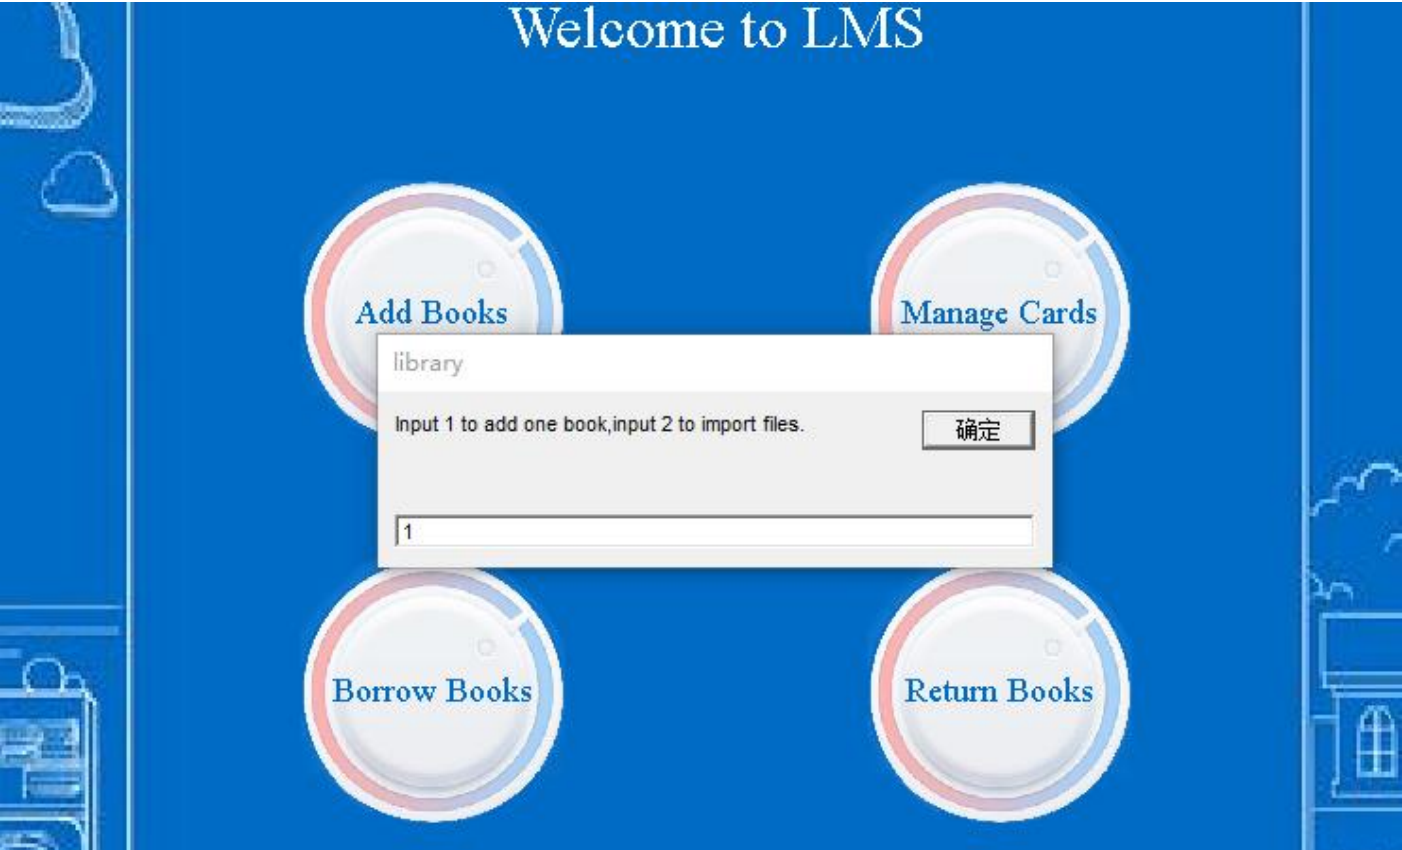 Welcome to LMS
Add Books
Manage Cards
library
Input 1 to add one book,input 2 to import files.
确定
1
Borrow Books
Return Books